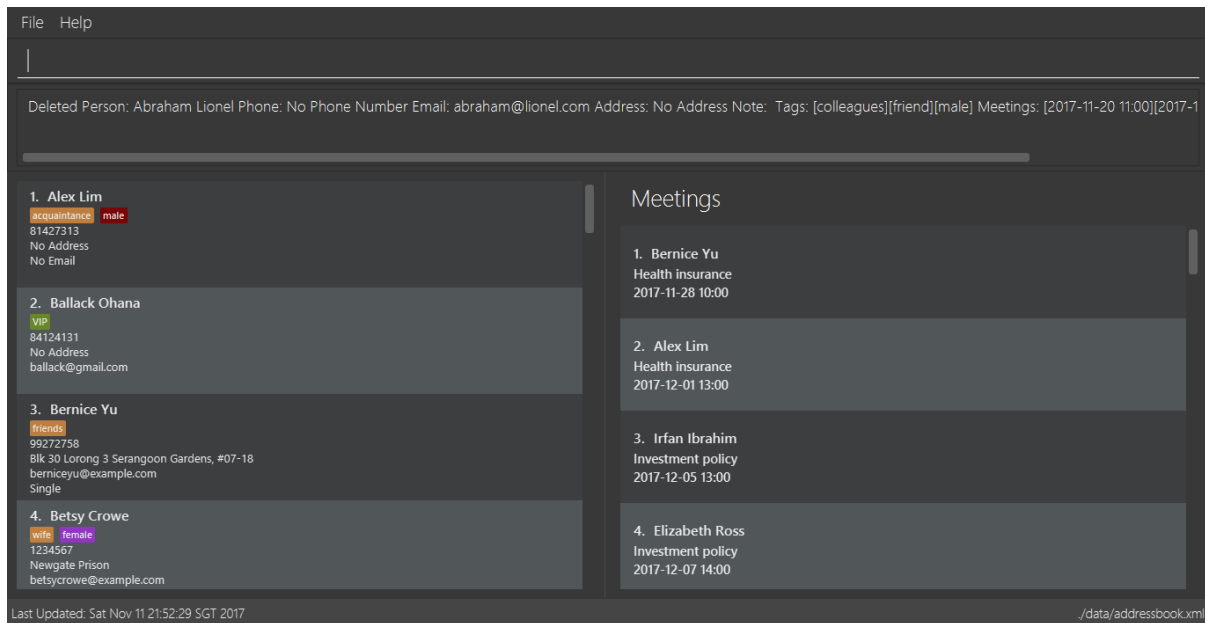 File Help
Deleted Person: Abraham Lionel Phone: No Phone Number Email: abraham@lionel.com Address: No Address Note: Tags: [colleagues][friend][male] Meetings: [2017-11-20 11:00][2017-1
1. Alex Lim
acquaintance male
81427313
No Address
No Email
2. Ballack Ohana
VIP
84124131
No Address
ballack@gmail.com
3. Bernice Yu
friends
99272758
Blk 30 Lorong 3 Serangoon Gardens, #07-18
berniceyu@example.com
Single
4. Betsy Crowe
wife female
1234567
Newgate Prison
betsycrowe@example.com
Meetings
1. Bernice Yu
Health insurance
2017-11-28 10:00
2. Alex Lim
Health insurance
2017-12-01 13:00
3. Irfan Ibrahim
Investment policy
2017-12-05 13:00
4. Elizabeth Ross
Investment policy
2017-12-07 14:00
Last Updated: Sat Nov 11 21:52:29 SGT 2017
./data/addressbook.xml